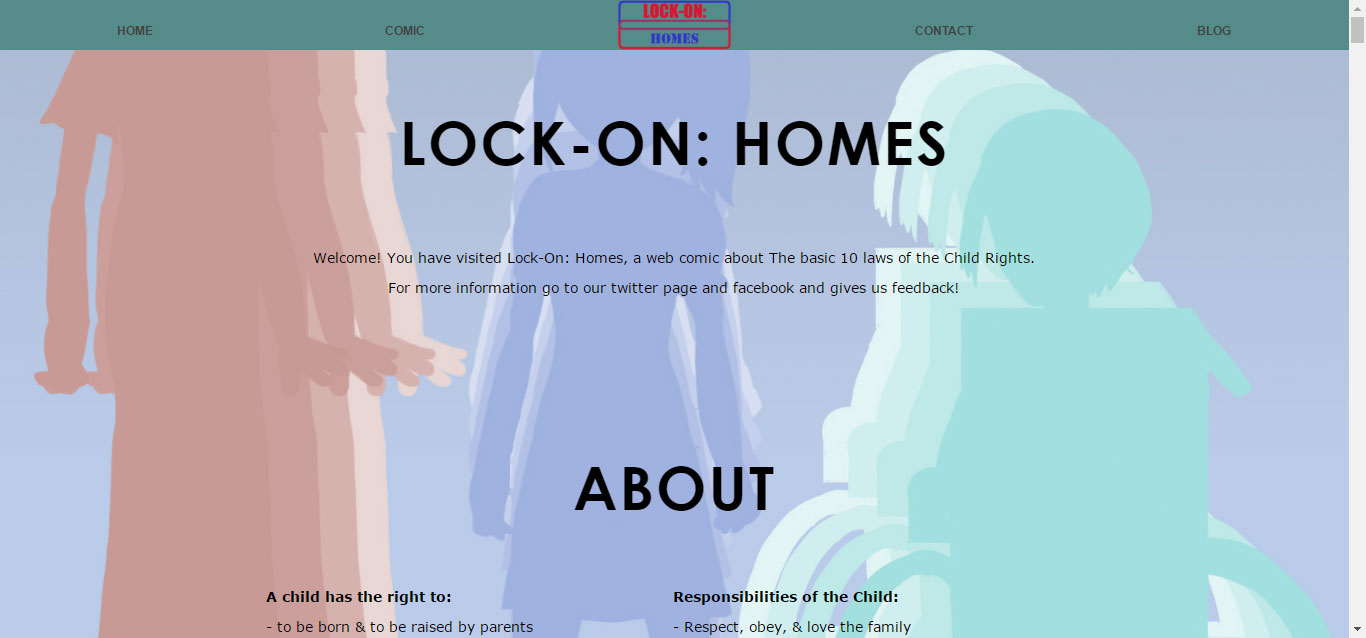 HOME
COMIC
LOCK-ON:
HOMES
CONTACT
BLOG
LOCK-ON: HOMES
Welcome! You have visited Lock-On: Homes, a web comic about The basic 10 laws of the Child Rights.
For more information go to our twitter page and facebook and gives us feedback!
ABOUT
A child has the right to:
- to be born & to be raised by parents
Responsibilities of the Child:
- Respect, obey, & love the family